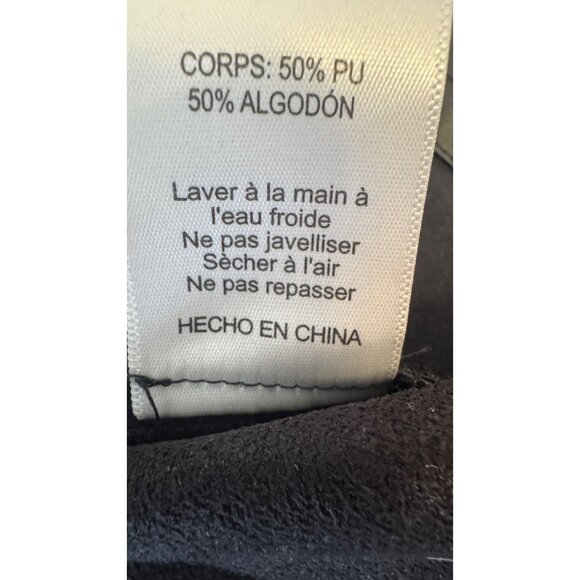 CORPS: 50% PU
50% ALGODÓN
Laver à la main à
l'eau froide
Ne pas javelliser
Sècher à l'air
Ne pas repasser
HECHO EN CHINA